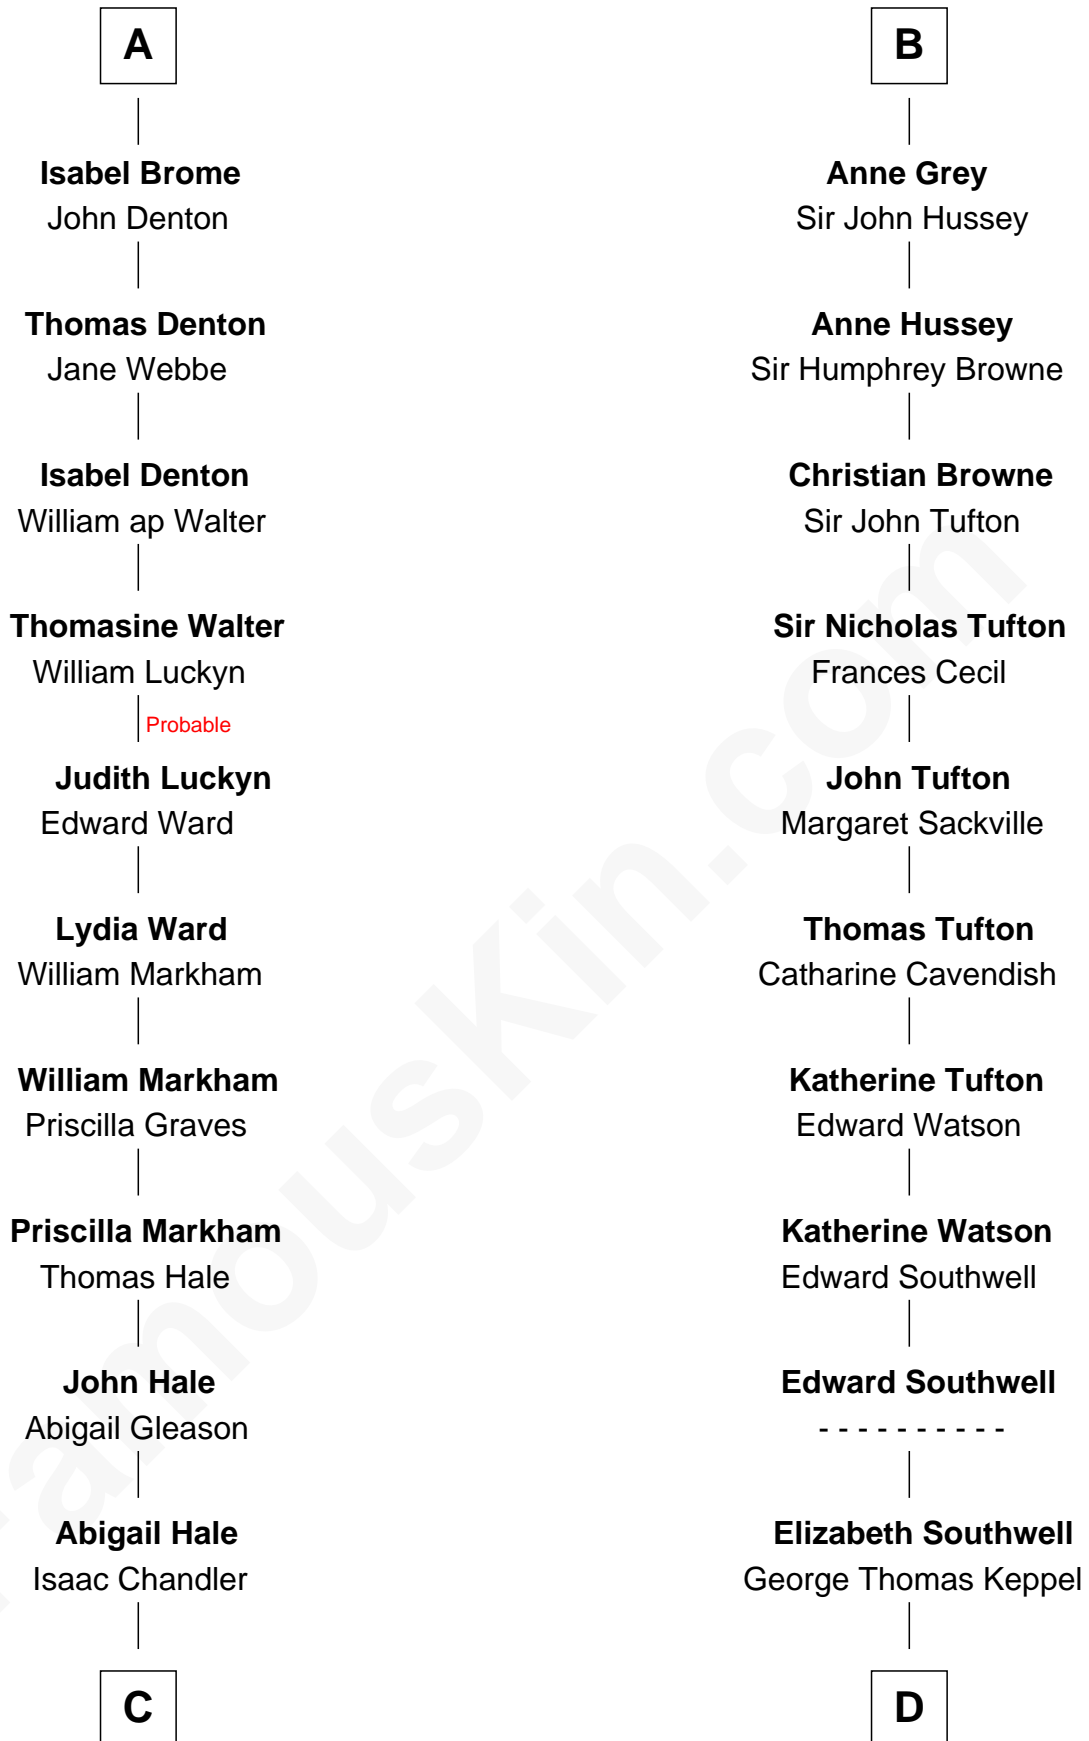 A
Isabel Brome
John Denton
Thomas Denton
Jane Webbe
Isabel Denton
William ap Walter
Thomasine Walter
William Luckyn
Probable
Judith Luckyn
Edward Ward
Lydia Ward
William Markham
William Markham
Priscilla Graves
Priscilla Markham
Thomas Hale
John Hale
Abigail Gleason
Abigail Hale
Isaac Chandler
C
B
Anne Grey
Sir John Hussey
Anne Hussey
Sir Humphrey Browne
Christian Browne
Sir John Tufton
Sir Nicholas Tufton
Frances Cecil
John Tufton
Margaret Sackville
Thomas Tufton
Catharine Cavendish
Katherine Tufton
Edward Watson
Katherine Watson
Edward Southwell
Edward Southwell
- - - - - - - - - -
Elizabeth Southwell
George Thomas Keppel
D
FamousKin.com